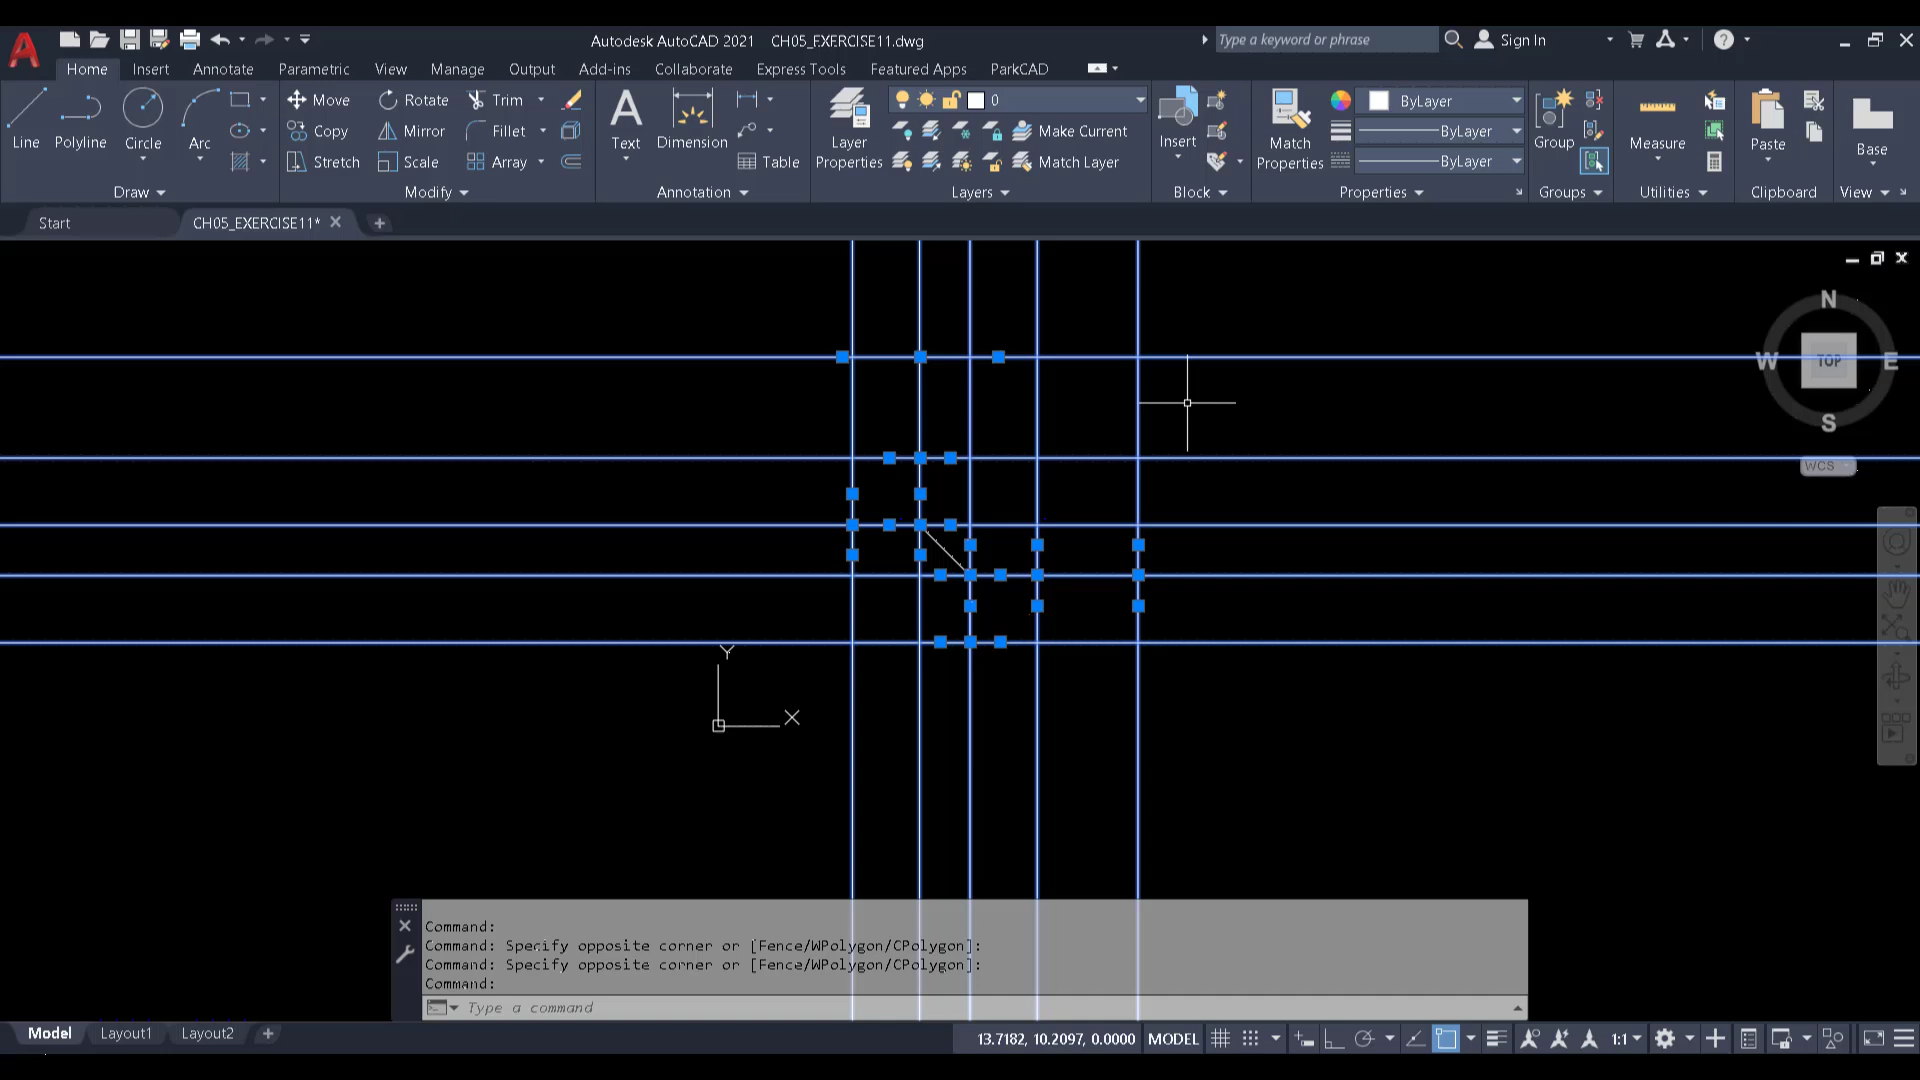 Autodesk AutoCAD 2021 CH05_EXERCISE11.dwg
Type a keyword or phrase
Sign In
Home Insert Annotate Parametric View Manage Output Add-ins Collaborate Express Tools Featured Apps ParkCAD
Line Polyline Circle Arc
Move Rotate Trim
Copy Mirror Fillet
Stretch Scale Array
Text Dimension Table
Layer Properties
0
Make Current
Match Layer
Insert
Match Properties
ByLayer
ByLayer
ByLayer
Group
Measure
Paste
Base
Draw Modify Annotation Layers Block Properties Groups Utilities Clipboard View
Start CH05_EXERCISE11*
N
W TOP E
S
WCS
Y
X
Command:
Command: Specify opposite corner or [Fence/WPolygon/CPolygon]:
Command: Specify opposite corner or [Fence/WPolygon/CPolygon]:
Command:
Type a command
Model Layout1 Layout2
13.7182, 10.2097, 0.0000 MODEL 1:1